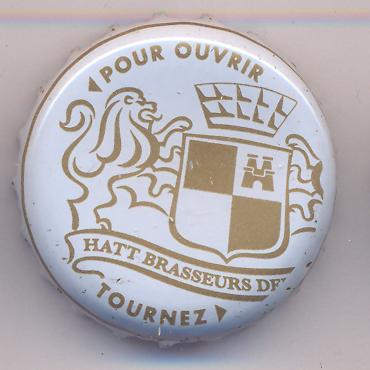 POUR OUVRIR
HATT BRASSEURS DE
TOURNEZ